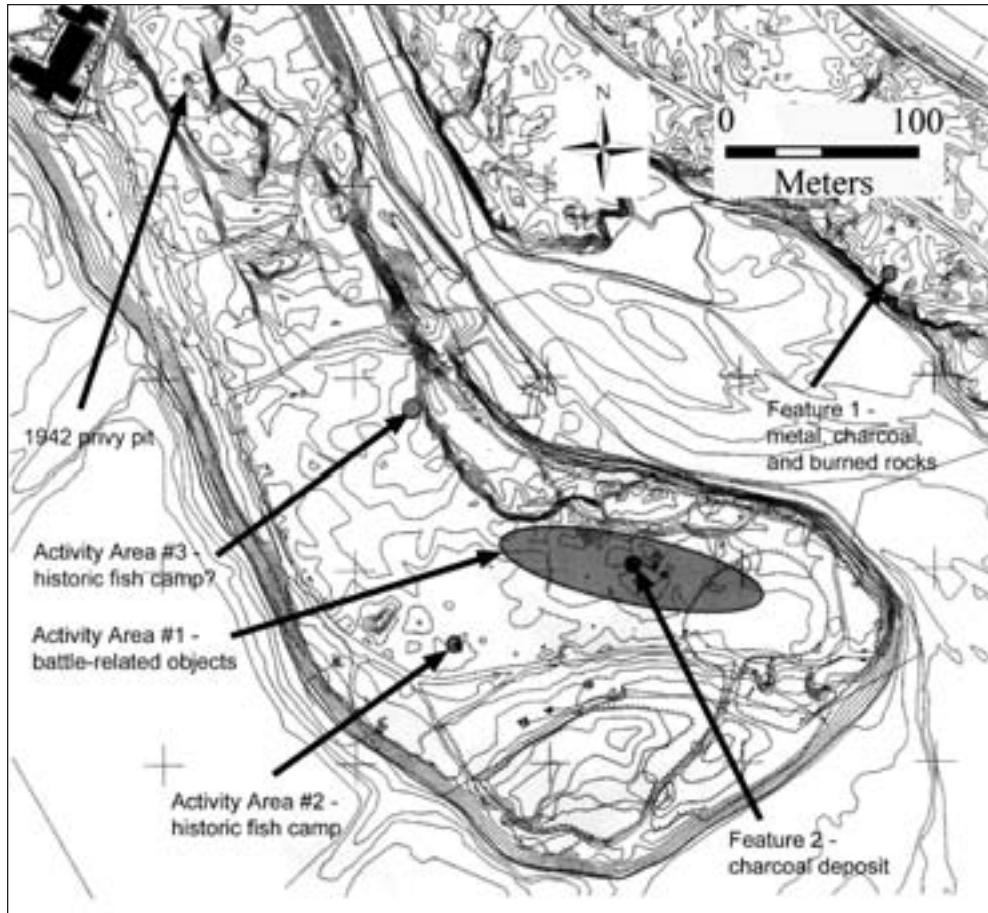 N
0 100
Meters
1942 privy pit
Feature 1 -
metal, charcoal,
and burned rocks
Activity Area #3 -
historic fish camp?
Activity Area #1 -
battle-related objects
Activity Area #2 -
historic fish camp
Feature 2 -
charcoal deposit